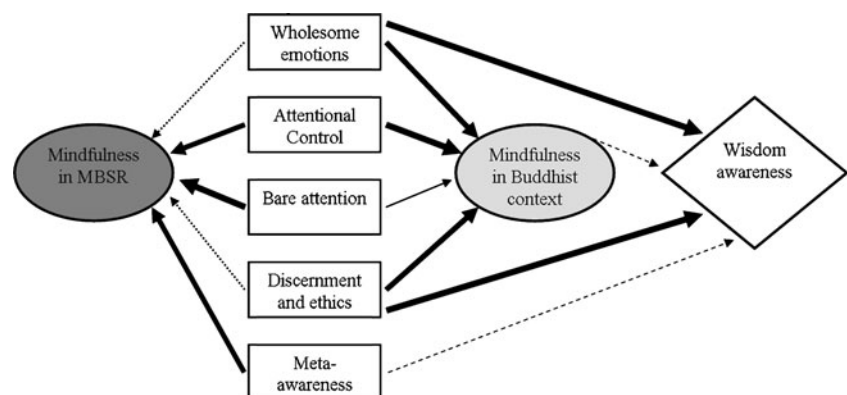 Wholesome
emotions
Attentional
Control
Mindfulness
in MBSR
Bare attention
Mindfulness
in Buddhist
context
Wisdom
awareness
Discernment
and ethics
Meta-
awareness